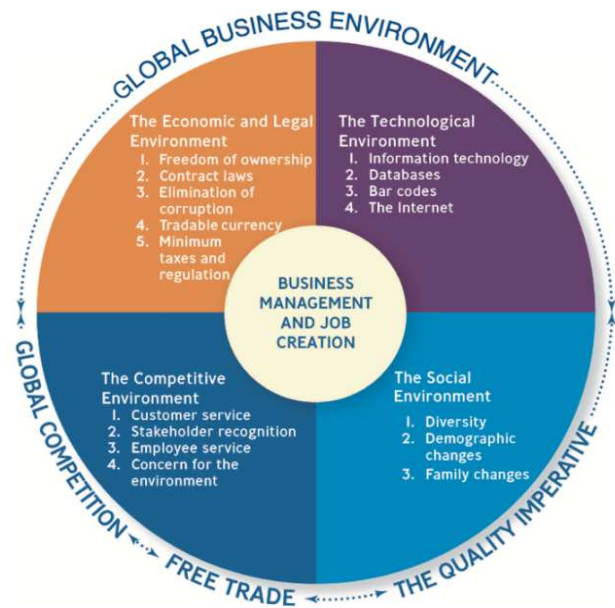 GLOBAL BUSINESS ENVIRONMENT
The Economic and Legal
Environment
1. Freedom of ownership
2. Contract laws
3. Elimination of
corruption
4. Tradable currency
5. Minimum
taxes and
regulation
The Technological
Environment
1. Information technology
2. Databases
3. Bar codes
4. The Internet
BUSINESS
MANAGEMENT
AND JOB
CREATION
The Competitive
Environment
1. Customer service
2. Stakeholder recognition
3. Employee service
4. Concern for the
environment
The Social
Environment
1. Diversity
2. Demographic
changes
3. Family changes
GLOBAL COMPETITION
FREE TRADE
THE QUALITY IMPERATIVE